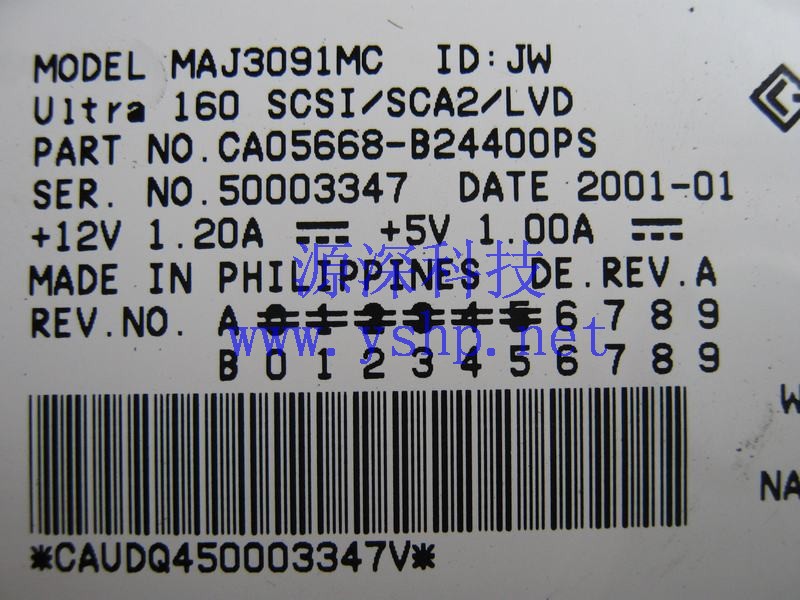 MODEL MAJ3091MC ID:JW
Ultra 160 SCSI/SCA2/LVD
PART NO.CA05668-B24400PS
SER. NO.50003347 DATE 2001-01
+12V 1.20A +5V 1.00A
MADE IN PHILIPPINES DE.REV.A
源深科技
REV.NO. A 0 1 2 3 4 5 6 7 8 9
www.yshp.net
B 0 1 2 3 4 5 6 7 8 9
W
NA
*CAUDQ450003347V*